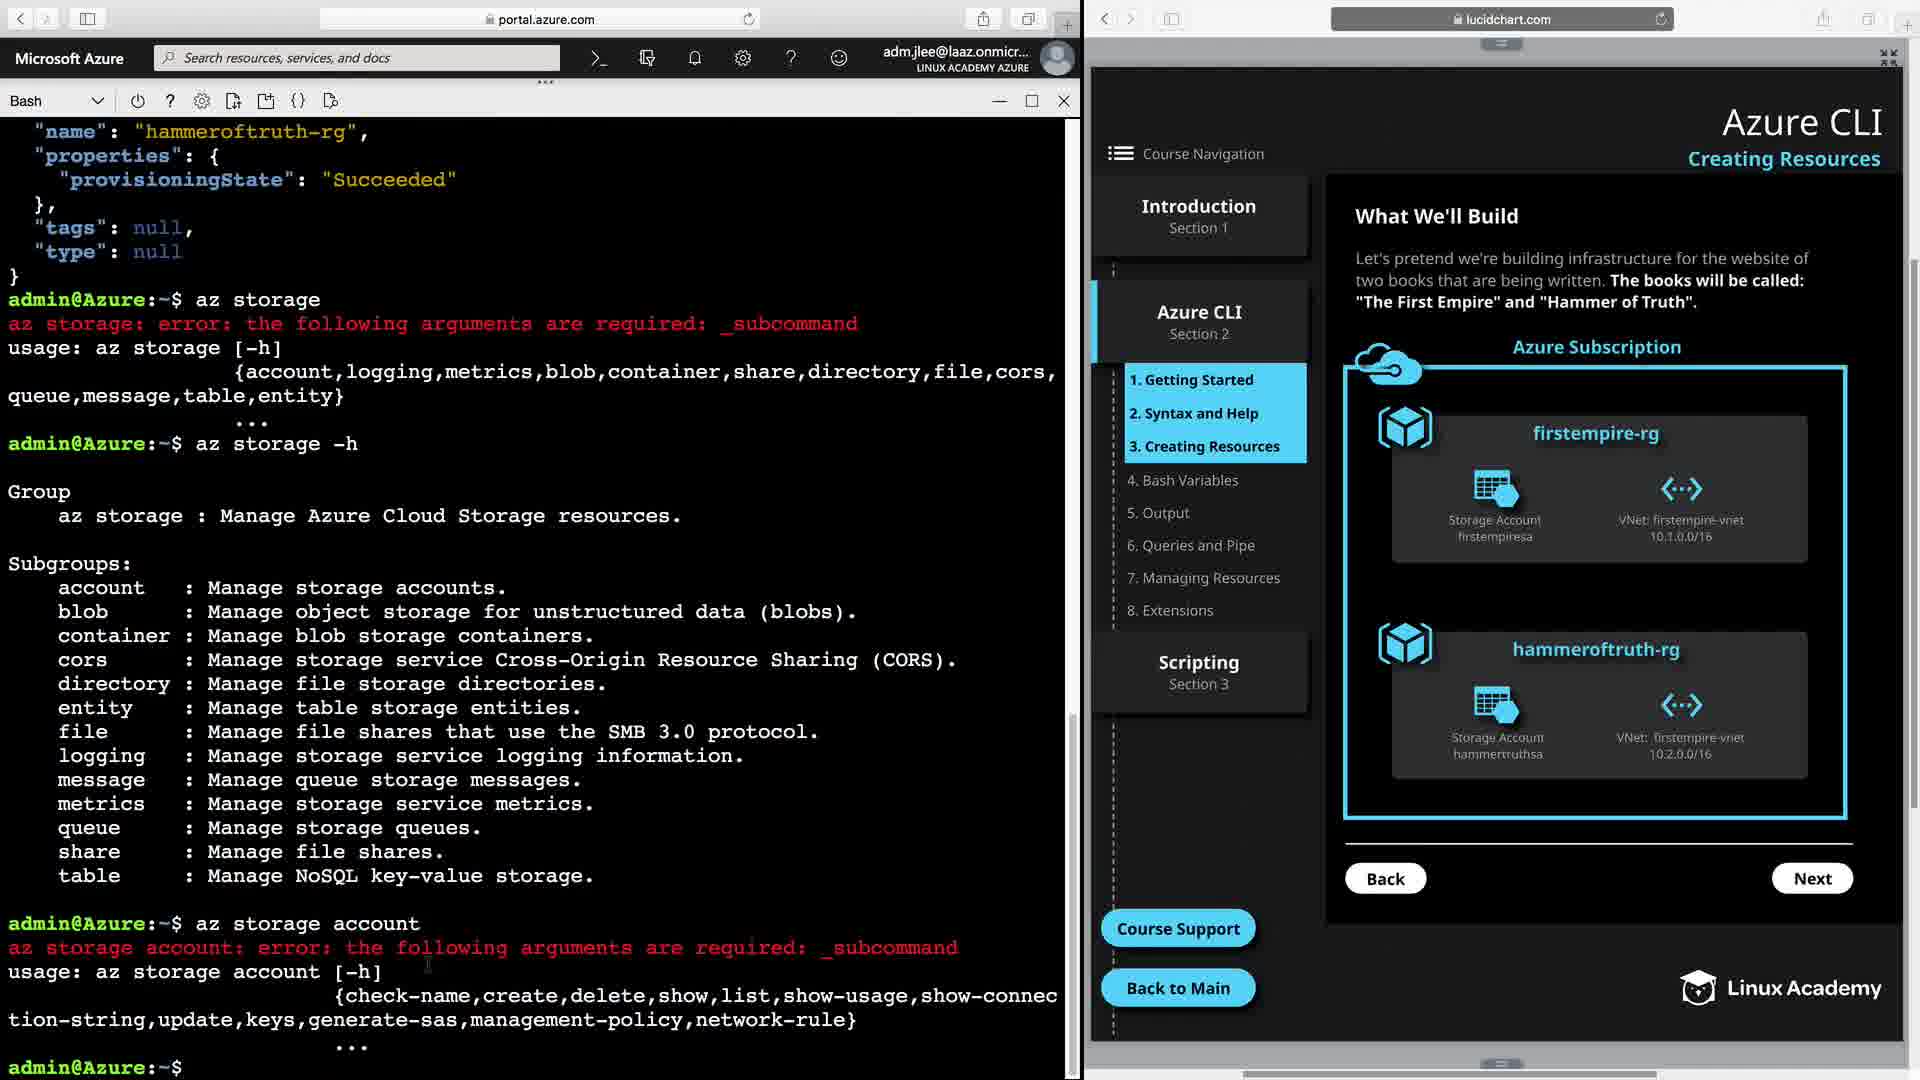 portal.azure.com
Microsoft Azure
Search resources, services, and docs
adm.jlee@laaz.onmicr...
LINUX ACADEMY AZURE
Bash
"name": "hammeroftruth-rg",
"properties": {
"provisioningState": "Succeeded"
},
"tags": null,
"type": null
}
admin@Azure:~$ az storage
az storage: error: the following arguments are required: _subcommand
usage: az storage [-h]
{account,logging,metrics,blob,container,share,directory,file,cors,
queue,message,table,entity}
...
admin@Azure:~$ az storage -h
Group
az storage : Manage Azure Cloud Storage resources.
Subgroups:
account : Manage storage accounts.
blob : Manage object storage for unstructured data (blobs).
container : Manage blob storage containers.
cors : Manage storage service Cross-Origin Resource Sharing (CORS).
directory : Manage file storage directories.
entity : Manage table storage entities.
file : Manage file shares that use the SMB 3.0 protocol.
logging : Manage storage service logging information.
message : Manage queue storage messages.
metrics : Manage storage service metrics.
queue : Manage storage queues.
share : Manage file shares.
table : Manage NoSQL key-value storage.
admin@Azure:~$ az storage account
az storage account: error: the following arguments are required: _subcommand
usage: az storage account [-h]
{check-name,create,delete,show,list,show-usage,show-connec
tion-string,update,keys,generate-sas,management-policy,network-rule}
...
admin@Azure:~$
lucidchart.com
Azure CLI
Creating Resources
Course Navigation
Introduction
Section 1
Azure CLI
Section 2
1. Getting Started
2. Syntax and Help
3. Creating Resources
4. Bash Variables
5. Output
6. Queries and Pipe
7. Managing Resources
8. Extensions
Scripting
Section 3
Course Support
Back to Main
What We'll Build
Let's pretend we're building infrastructure for the website of
two books that are being written. The books will be called:
"The First Empire" and "Hammer of Truth".
Azure Subscription
firstempire-rg
Storage Account
firstempiresa
VNet: firstempire-vnet
10.1.0.0/16
hammeroftruth-rg
Storage Account
hammertruthsa
VNet: firstempire-vnet
10.2.0.0/16
Back
Next
Linux Academy